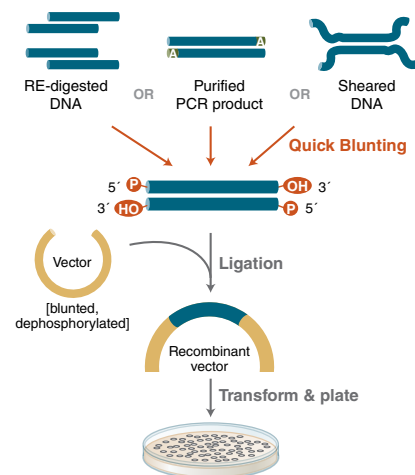 A
A
RE-digested
DNA
OR
Purified
PCR product
OR
Sheared
DNA
Quick Blunting
5´ P OH 3´
3´ HO P 5´
Vector
[blunted,
dephosphorylated]
Ligation
Recombinant
vector
Transform & plate